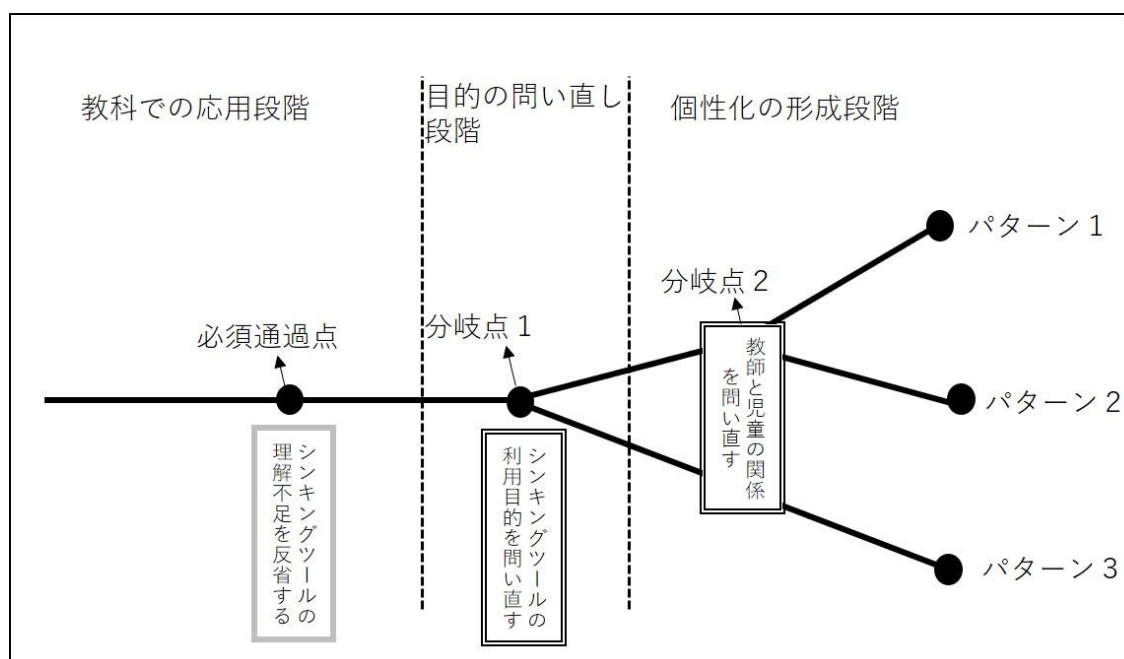 教科での応用段階
目的の問い直し
段階
個性化の形成段階
パターン１
分岐点２
分岐点１
必須通過点
教師と児童の関係
を問い直す
パターン２
シンキングツールの
理解不足を反省する
シンキングツールの
利用目的を問い直す
パターン３